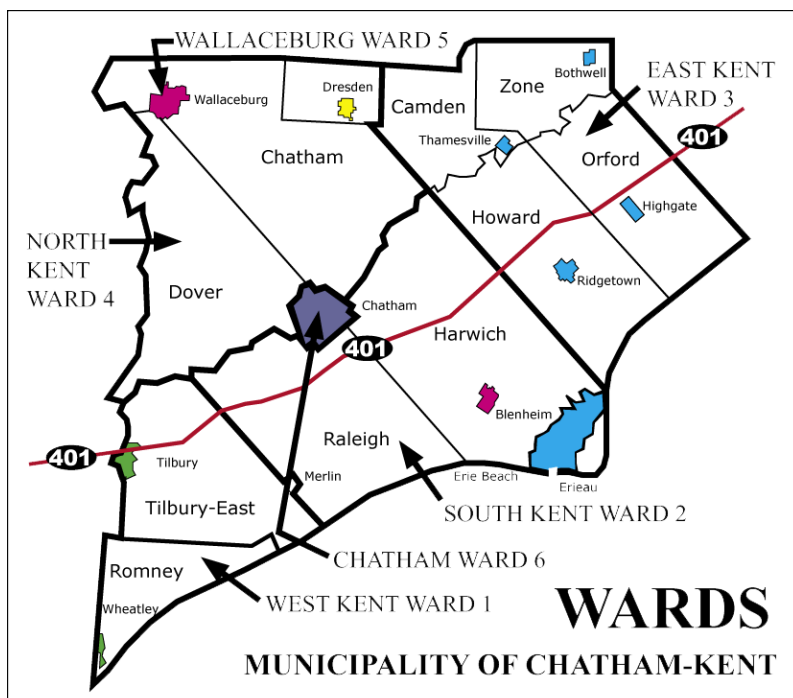 WALLACEBURG WARD 5
Bothwell
Zone
EAST KENT
WARD 3
Dresden
Wallaceburg
Camden
401
Thamesville
Chatham
Orford
Highgate
Howard
NORTH
KENT
WARD 4
Ridgetown
Dover
Chatham
Harwich
401
Blenheim
Raleigh
401
Tilbury
Merlin
Erie Beach
Erieau
Tilbury-East
SOUTH KENT WARD 2
CHATHAM WARD 6
Romney
WEST KENT WARD 1
Wheatley
WARDS
MUNICIPALITY OF CHATHAM-KENT